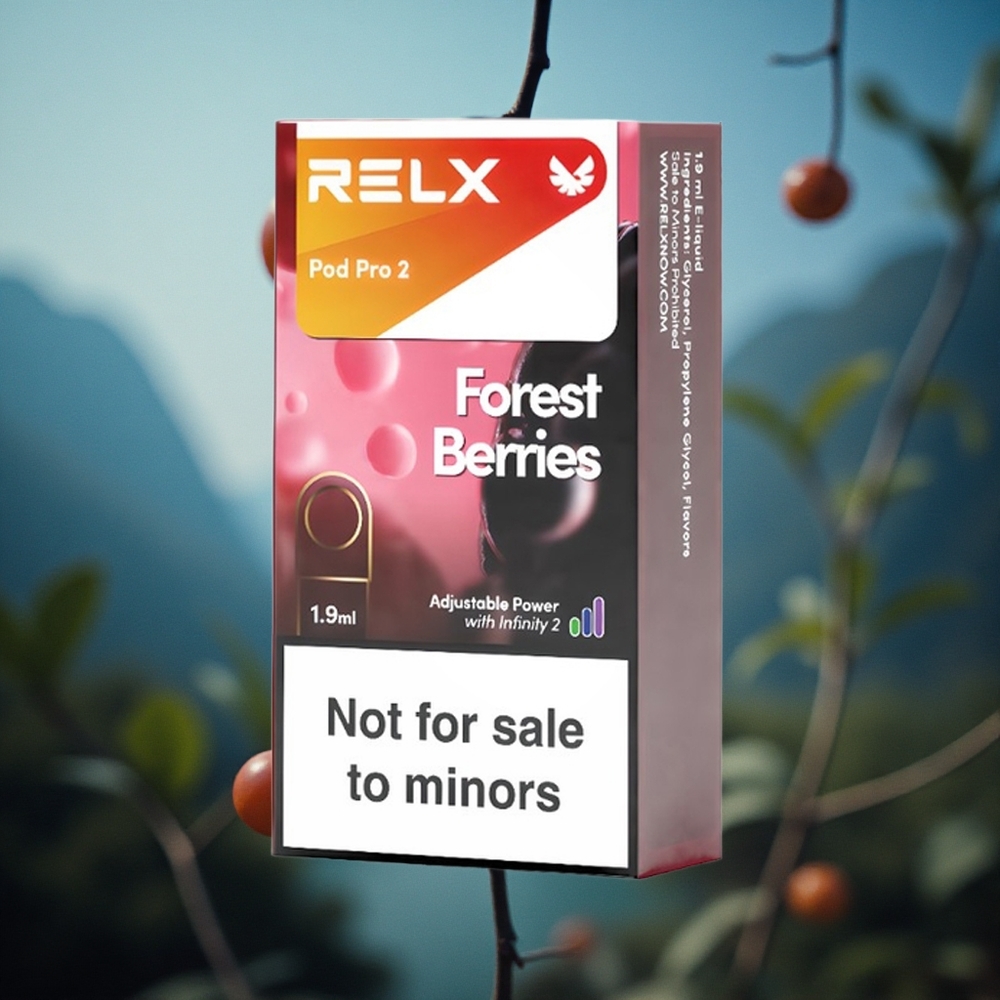 RELX
Pod Pro 2
Forest
Berries
1.9ml
Adjustable Power
with Infinity 2
Not for sale
to minors
1.9 ml E-liquid
Ingredients: Glycerol, Propylene Glycol, Flavors
Sale to Minors Prohibited
WWW.RELXNOW.COM